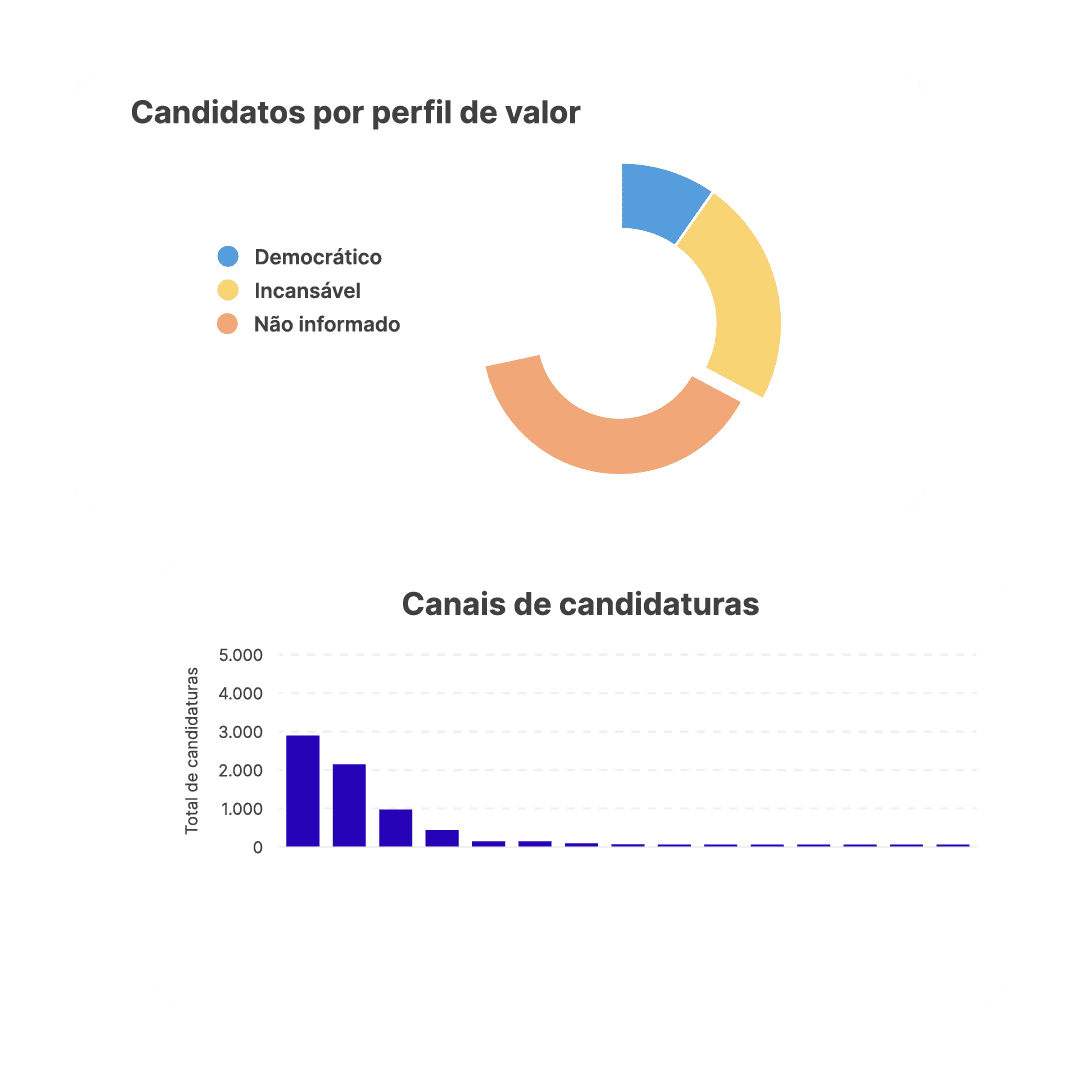 Candidatos por perfil de valor
Democrático
Incansável
Não informado
Canais de candidaturas
Total de candidaturas
5.000
4.000
3.000
2.000
1.000
0